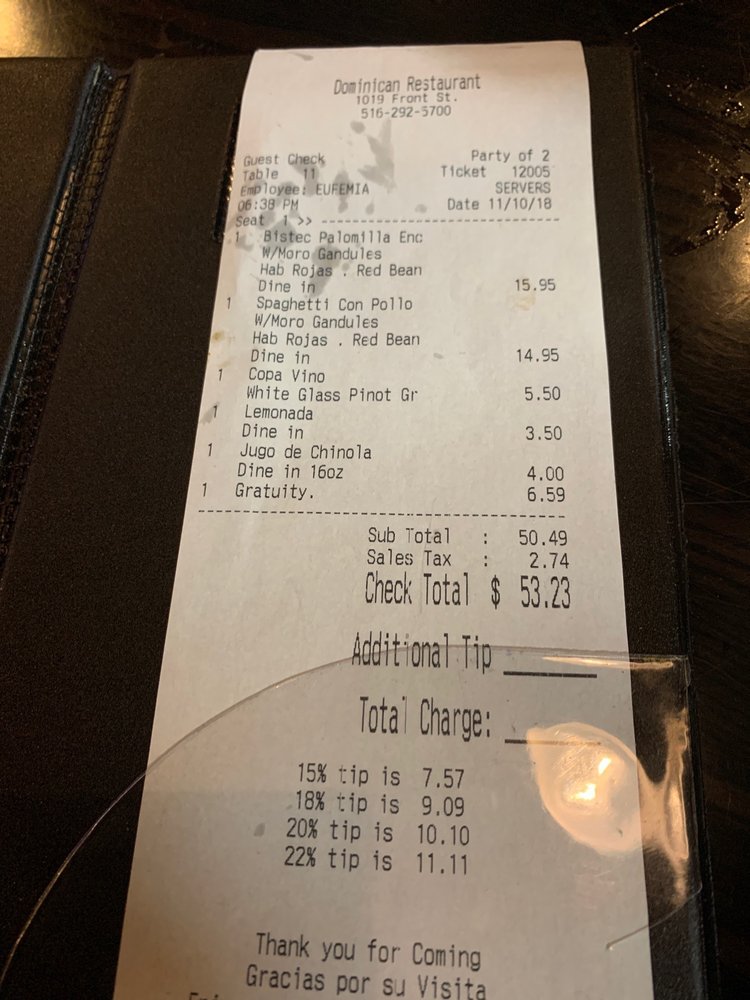 Dominican Restaurant
1019 Front St.
516-292-5700
Guest Check Party of 2
Table 11 Ticket 12005
Employee: EUFEMIA SERVERS
06:38 PM Date 11/10/18
Seat 1 >> --------------------------------
1 Bistec Palomilla Enc
W/Moro Gandules
Hab Rojas . Red Bean
Dine in 15.95
1 Spaghetti Con Pollo
W/Moro Gandules
Hab Rojas . Red Bean
Dine in 14.95
1 Copa Vino
White Glass Pinot Gr 5.50
1 Lemonada
Dine in 3.50
1 Jugo de Chinola
Dine in 16oz 4.00
1 Gratuity. 6.59
--------------------------------
Sub Total : 50.49
Sales Tax : 2.74
Check Total $ 53.23
Additional Tip ______
Total Charge: ______
15% tip is 7.57
18% tip is 9.09
20% tip is 10.10
22% tip is 11.11
Thank you for Coming
Gracias por su Visita